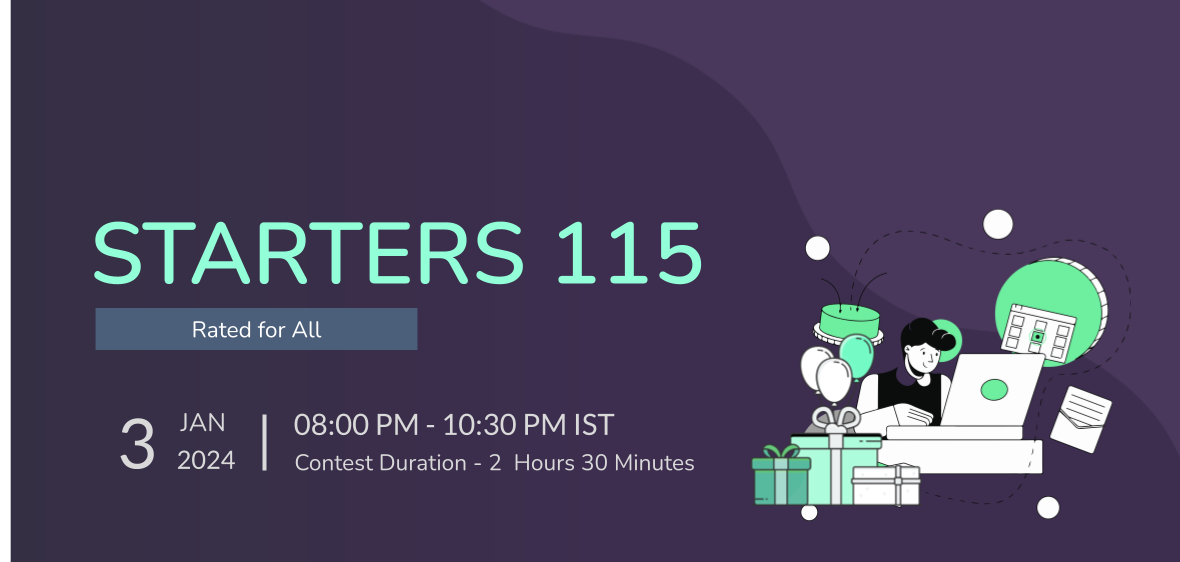 STARTERS 115
Rated for All
3
JAN
2024
08:00 PM - 10:30 PM IST
Contest Duration - 2 Hours 30 Minutes